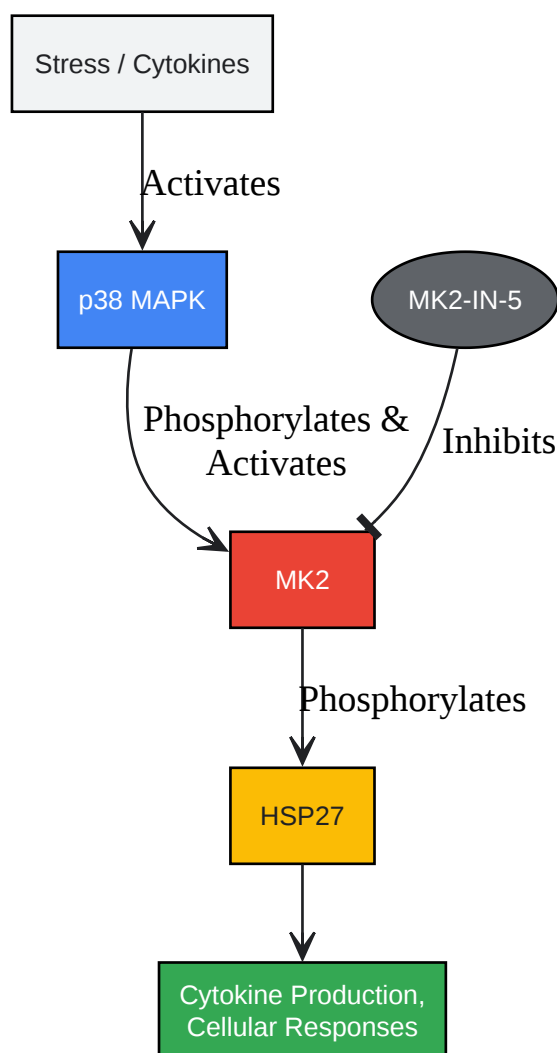 Stress / Cytokines
Activates
p38 MAPK
MK2-IN-5
Phosphorylates &
Activates
Inhibits
MK2
Phosphorylates
HSP27
Cytokine Production,
Cellular Responses